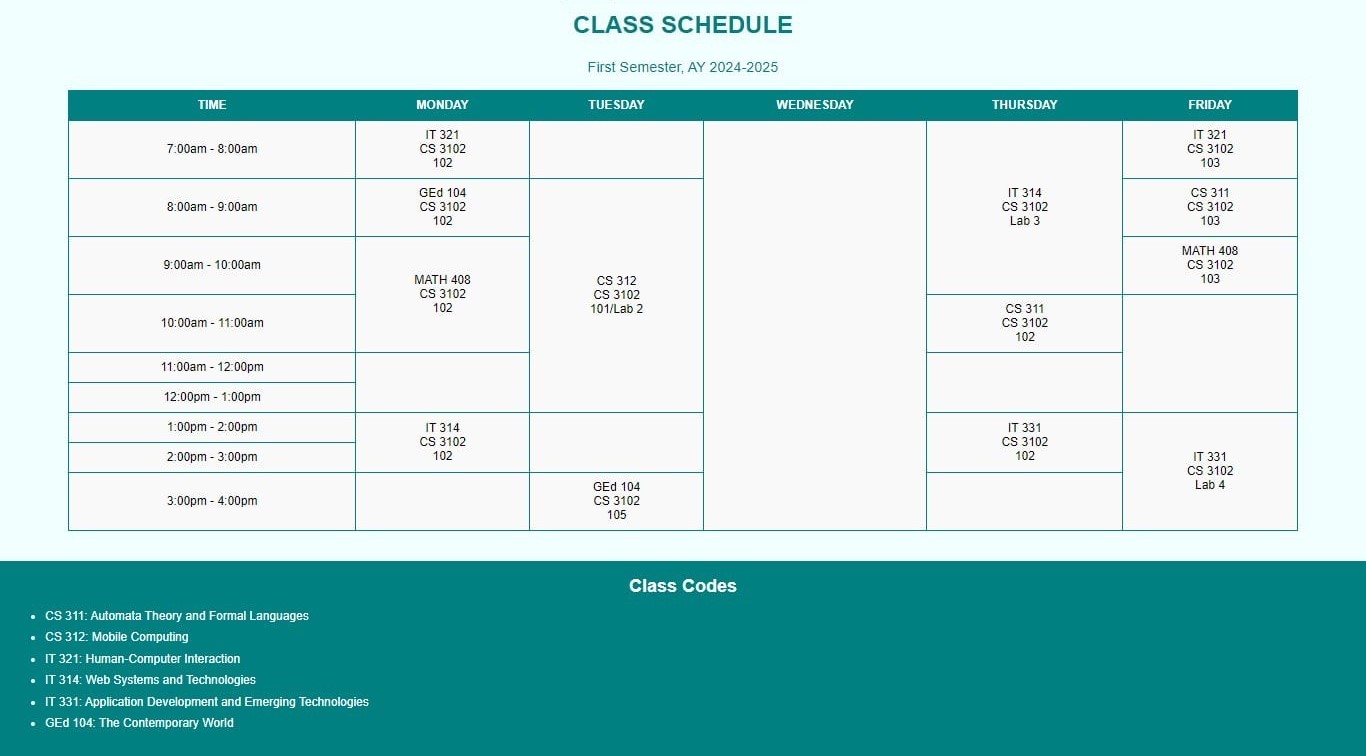 CLASS SCHEDULE
First Semester, AY 2024-2025
TIME MONDAY TUESDAY WEDNESDAY THURSDAY FRIDAY
7:00am - 8:00am
IT 321
CS 3102
102
IT 314
CS 3102
Lab 3
IT 321
CS 3102
103
8:00am - 9:00am
GEd 104
CS 3102
102
CS 312
CS 3102
101/Lab 2
CS 311
CS 3102
103
9:00am - 10:00am
MATH 408
CS 3102
102
MATH 408
CS 3102
103
10:00am - 11:00am
CS 311
CS 3102
102
11:00am - 12:00pm
12:00pm - 1:00pm
1:00pm - 2:00pm
IT 314
CS 3102
102
IT 331
CS 3102
102
IT 331
CS 3102
Lab 4
2:00pm - 3:00pm
3:00pm - 4:00pm
GEd 104
CS 3102
105
Class Codes
• CS 311: Automata Theory and Formal Languages
• CS 312: Mobile Computing
• IT 321: Human-Computer Interaction
• IT 314: Web Systems and Technologies
• IT 331: Application Development and Emerging Technologies
• GEd 104: The Contemporary World